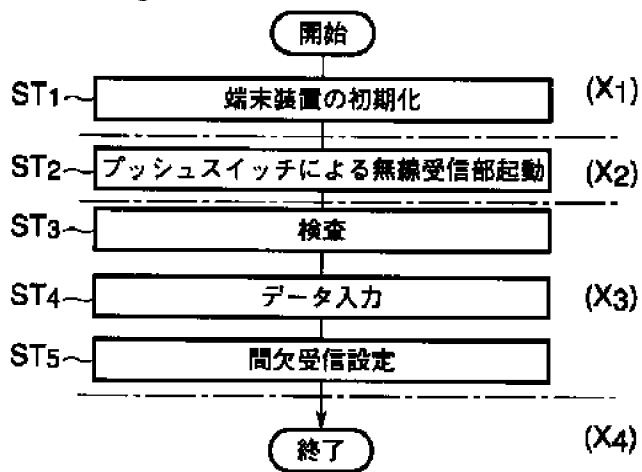 開始
ST1 端末装置の初期化 (X1)
ST2 プッシュスイッチによる無線受信部起動 (X2)
ST3 検査
ST4 データ入力 (X3)
ST5 間欠受信設定
終了 (X4)